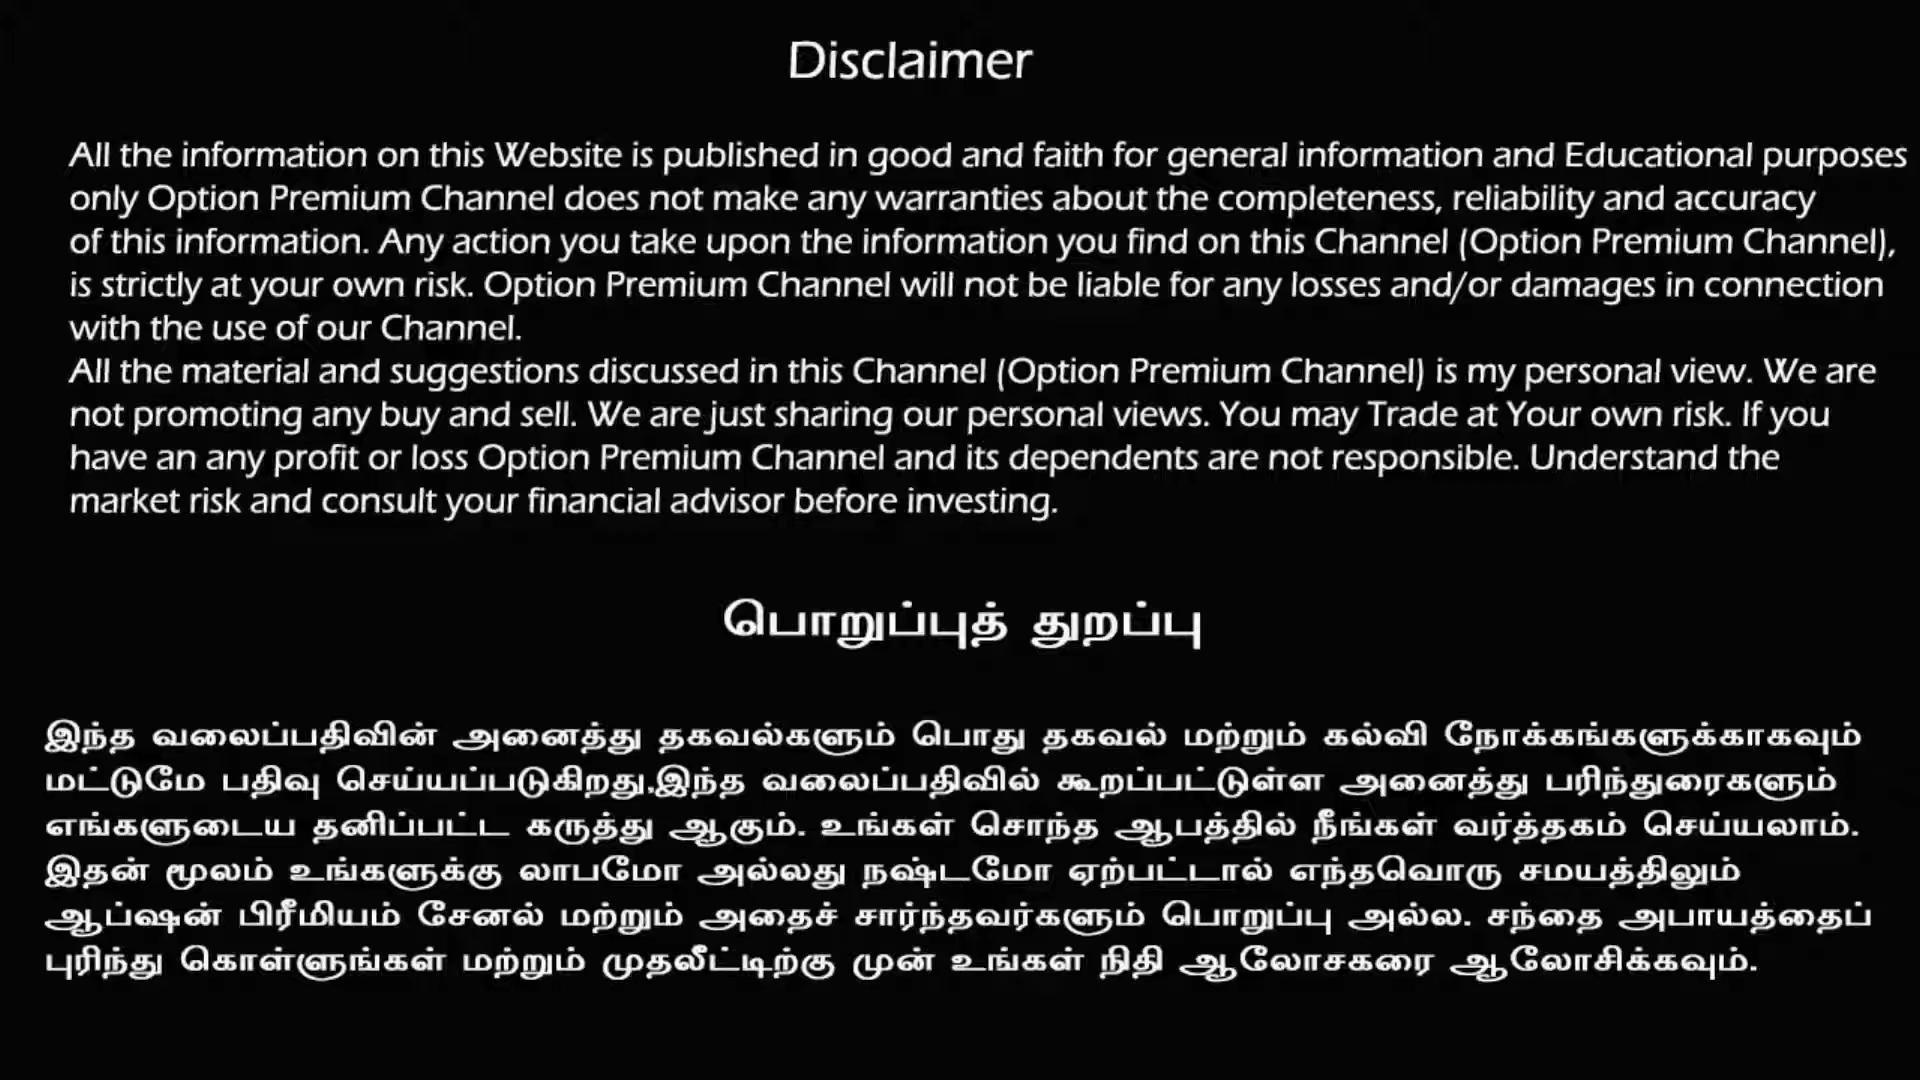 Disclaimer
All the information on this Website is published in good and faith for general information and Educational purposes
only Option Premium Channel does not make any warranties about the completeness, reliability and accuracy
of this information. Any action you take upon the information you find on this Channel (Option Premium Channel),
is strictly at your own risk. Option Premium Channel will not be liable for any losses and/or damages in connection
with the use of our Channel.
All the material and suggestions discussed in this Channel (Option Premium Channel) is my personal view. We are
not promoting any buy and sell. We are just sharing our personal views. You may Trade at Your own risk. If you
have an any profit or loss Option Premium Channel and its dependents are not responsible. Understand the
market risk and consult your financial advisor before investing.
பொறுப்புத் துறப்பு
இந்த வலைப்பதிவின் அனைத்து தகவல்களும் பொது தகவல் மற்றும் கல்வி நோக்கங்களுக்காகவும்
மட்டுமே பதிவு செய்யப்படுகிறது.இந்த வலைப்பதிவில் கூறப்பட்டுள்ள அனைத்து பரிந்துரைகளும்
எங்களுடைய தனிப்பட்ட கருத்து ஆகும். உங்கள் சொந்த ஆபத்தில் நீங்கள் வர்த்தகம் செய்யலாம்.
இதன் மூலம் உங்களுக்கு லாபமோ அல்லது நஷ்டமோ ஏற்பட்டால் எந்தவொரு சமயத்திலும்
ஆப்ஷன் பிரீமியம் சேனல் மற்றும் அதைச் சார்ந்தவர்களும் பொறுப்பு அல்ல. சந்தை அபாயத்தைப்
புரிந்து கொள்ளுங்கள் மற்றும் முதலீட்டிற்கு முன் உங்கள் நிதி ஆலோசகரை ஆலோசிக்கவும்.